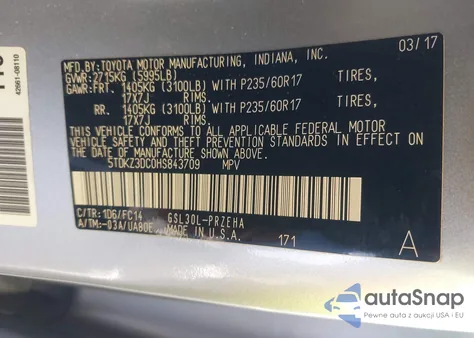 MFD.BY:TOYOTA MOTOR MANUFACTURING, INDIANA, INC.
03/17
GVWR:2715KG (5995LB)
GAWR:FRT. 1405KG (3100LB) WITH P235/60R17 TIRES,
17X7J RIMS.
RR. 1405KG (3100LB) WITH P235/60R17 TIRES,
17X7J RIMS.
THIS VEHICLE CONFORMS TO ALL APPLICABLE FEDERAL MOTOR
VEHICLE SAFETY AND THEFT PREVENTION STANDARDS IN EFFECT
ON THE DATE OF MANUFACTURE SHOWN ABOVE.
5TDKZ3DC0HS843709 MPV
C/TR:1D6/FC14 GSL30L-PRZEHA
A/TM:-03A/UA80E MADE IN U.S.A. 171
A
42661-08110
autoSnap
Pewne auta z aukcji USA i EU